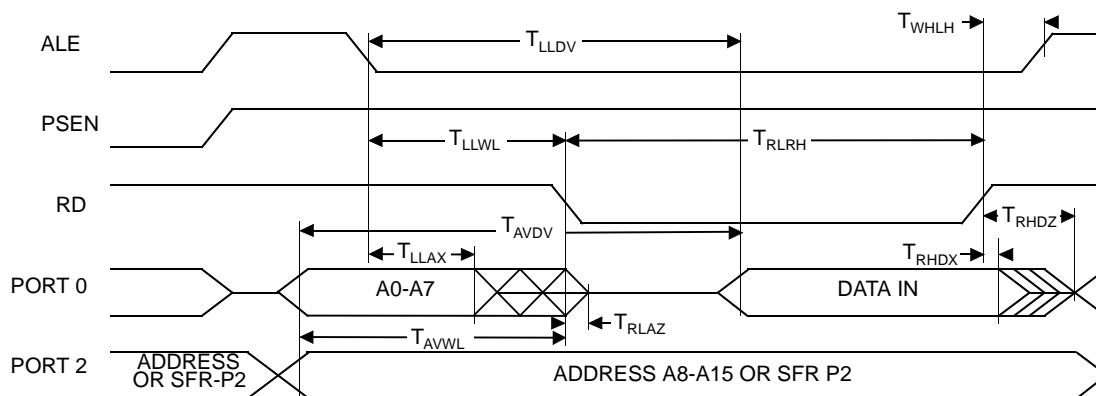 ALE
T_LLDV
T_WHLH
PSEN
T_LLWL
T_RLRH
RD
T_AVDV
T_RHDZ
T_LLAX
T_RHDX
PORT 0
A0-A7
DATA IN
T_RLAZ
T_AVWL
PORT 2
ADDRESS
OR SFR-P2
ADDRESS A8-A15 OR SFR P2